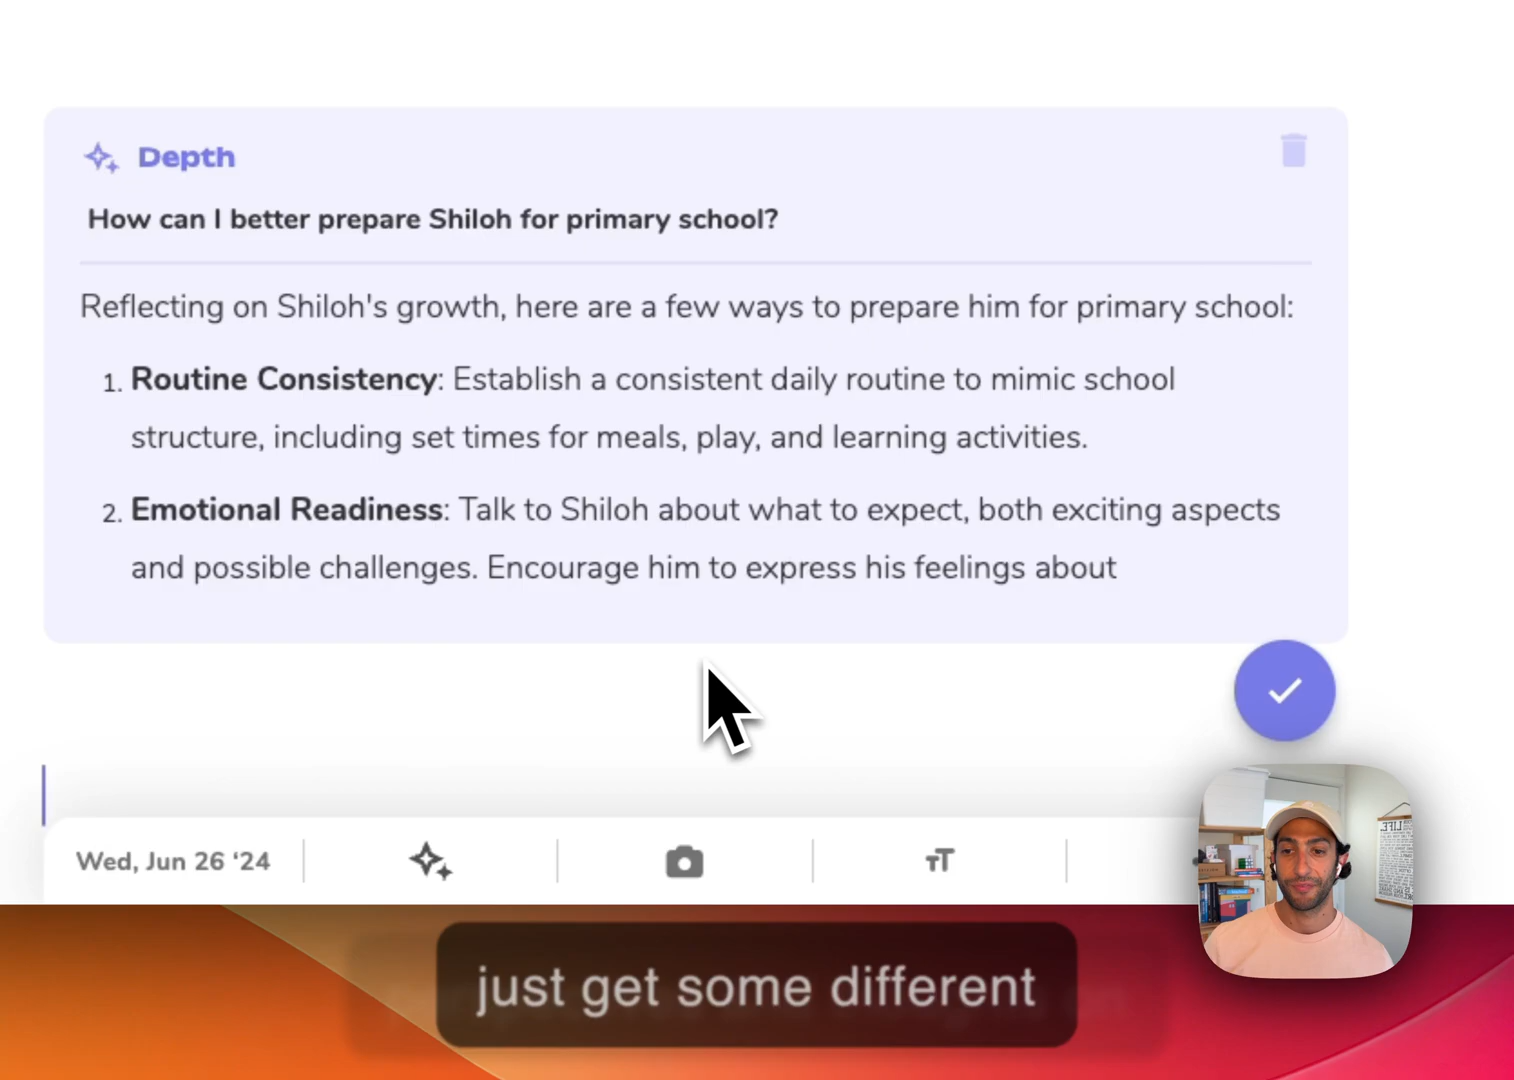 Depth
How can I better prepare Shiloh for primary school?
Reflecting on Shiloh's growth, here are a few ways to prepare him for primary school:
1. Routine Consistency: Establish a consistent daily routine to mimic school
structure, including set times for meals, play, and learning activities.
2. Emotional Readiness: Talk to Shiloh about what to expect, both exciting aspects
and possible challenges. Encourage him to express his feelings about
Wed, Jun 26 ‘24
TT
LIFE.
just get some different